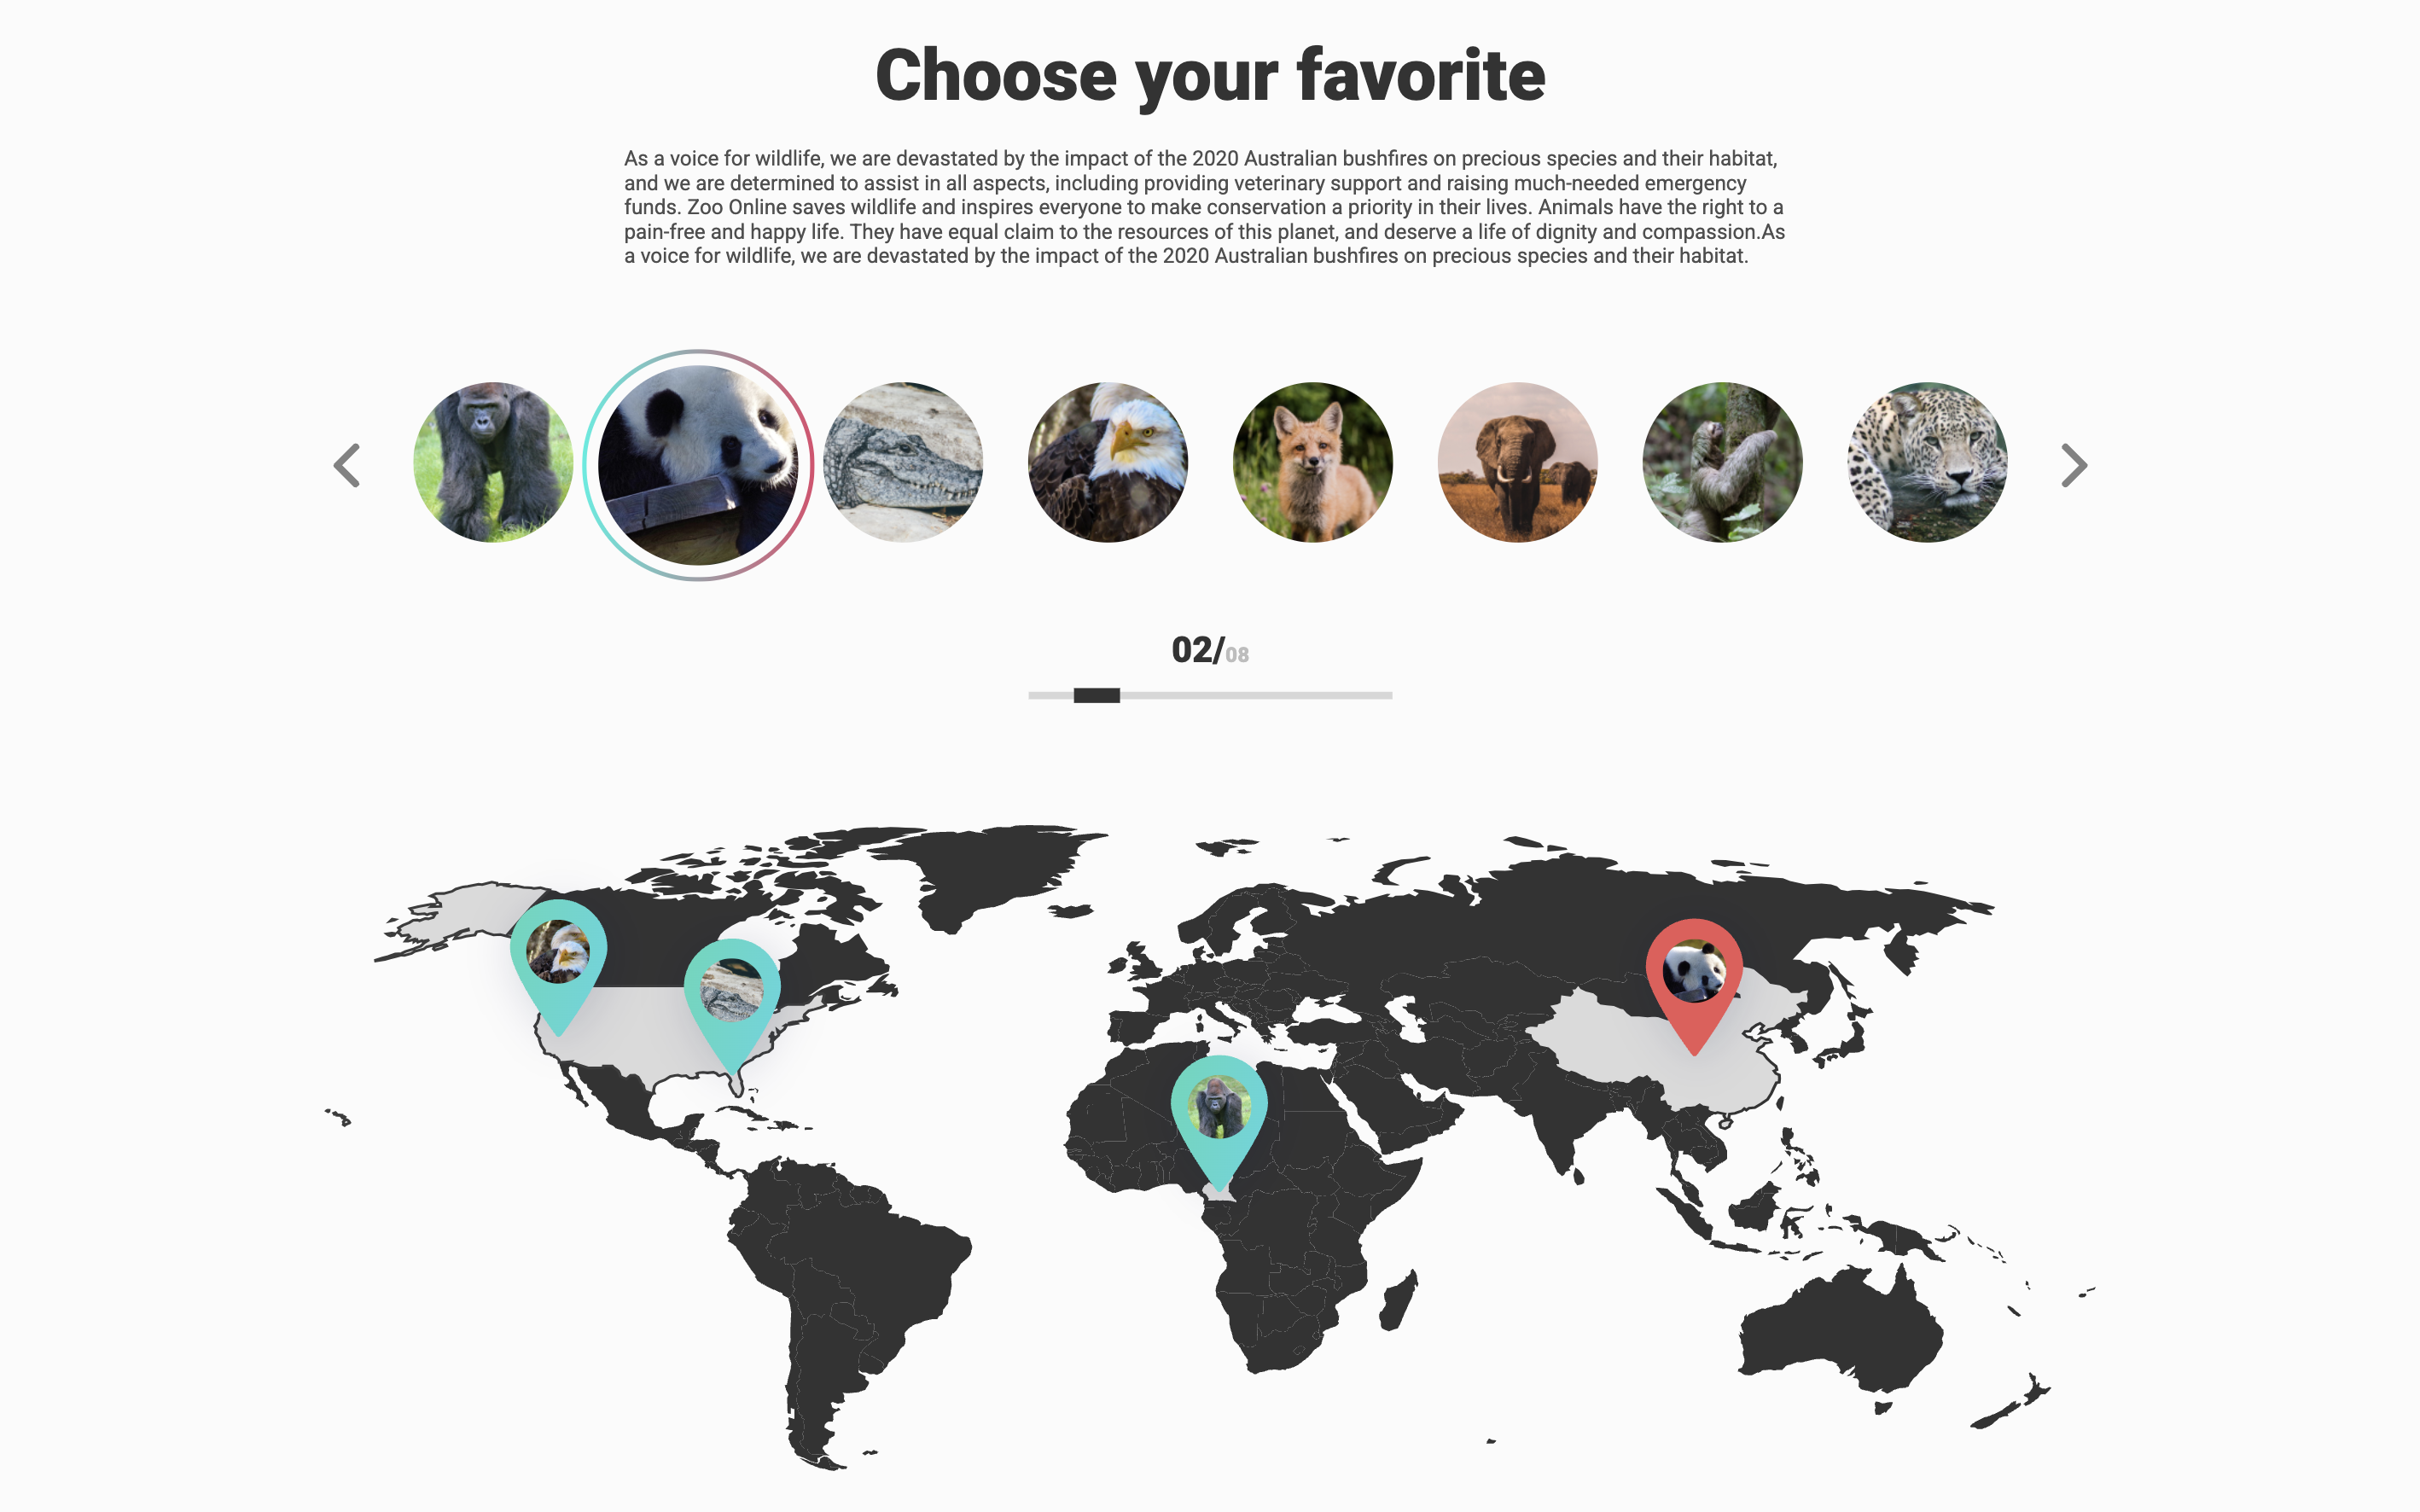 Choose your favorite
As a voice for wildlife, we are devastated by the impact of the 2020 Australian bushfires on precious species and their habitat,
and we are determined to assist in all aspects, including providing veterinary support and raising much-needed emergency
funds. Zoo Online saves wildlife and inspires everyone to make conservation a priority in their lives. Animals have the right to a
pain-free and happy life. They have equal claim to the resources of this planet, and deserve a life of dignity and compassion.As
a voice for wildlife, we are devastated by the impact of the 2020 Australian bushfires on precious species and their habitat.
02/08